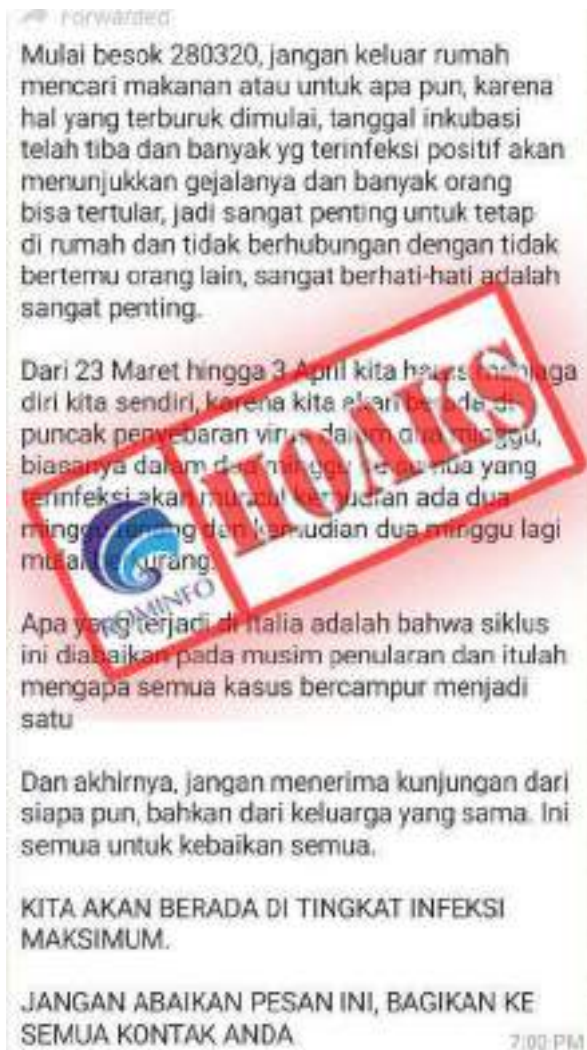 Forwarded
Mulai besok 280320, jangan keluar rumah
mencari makanan atau untuk apa pun, karena
hal yang terburuk dimulai, tanggal inkubasi
telah tiba dan banyak yg terinfeksi positif akan
menunjukkan gejalanya dan banyak orang
bisa tertular, jadi sangat penting untuk tetap
di rumah dan tidak berhubungan dengan tidak
bertemu orang lain, sangat berhati-hati adalah
sangat penting.
Dari 23 Maret hingga 3 April kita harus menjaga
diri kita sendiri, karena kita akan berada di
puncak penyebaran virus dalam dua minggu,
biasanya dalam dua minggu ke yang
terinfeksi akan muncul kemudian ada dua
minggu dan kemudian dua minggu lagi
mulai
HOAKS
KOMINFO
Apa yang terjadi di Italia adalah bahwa siklus
ini diabaikan pada musim penularan dan itulah
mengapa semua kasus bercampur menjadi
satu
Dan akhirnya, jangan menerima kunjungan dari
siapa pun, bahkan dari keluarga yang sama. Ini
semua untuk kebaikan semua.
KITA AKAN BERADA DI TINGKAT INFEKSI
MAKSIMUM.
JANGAN ABAIKAN PESAN INI, BAGIKAN KE
SEMUA KONTAK ANDA
7:00 PM